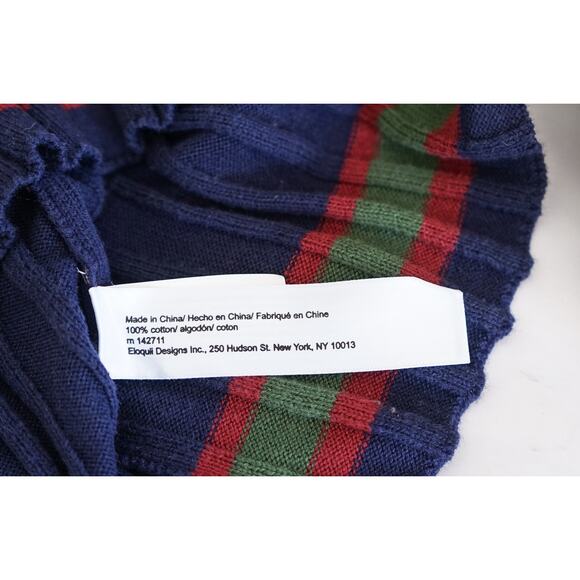 Made in China/ Hecho en China/ Fabriqué en Chine
100% cotton/ algodón/ coton
rn 142711
Eloquii Designs Inc., 250 Hudson St. New York, NY 10013